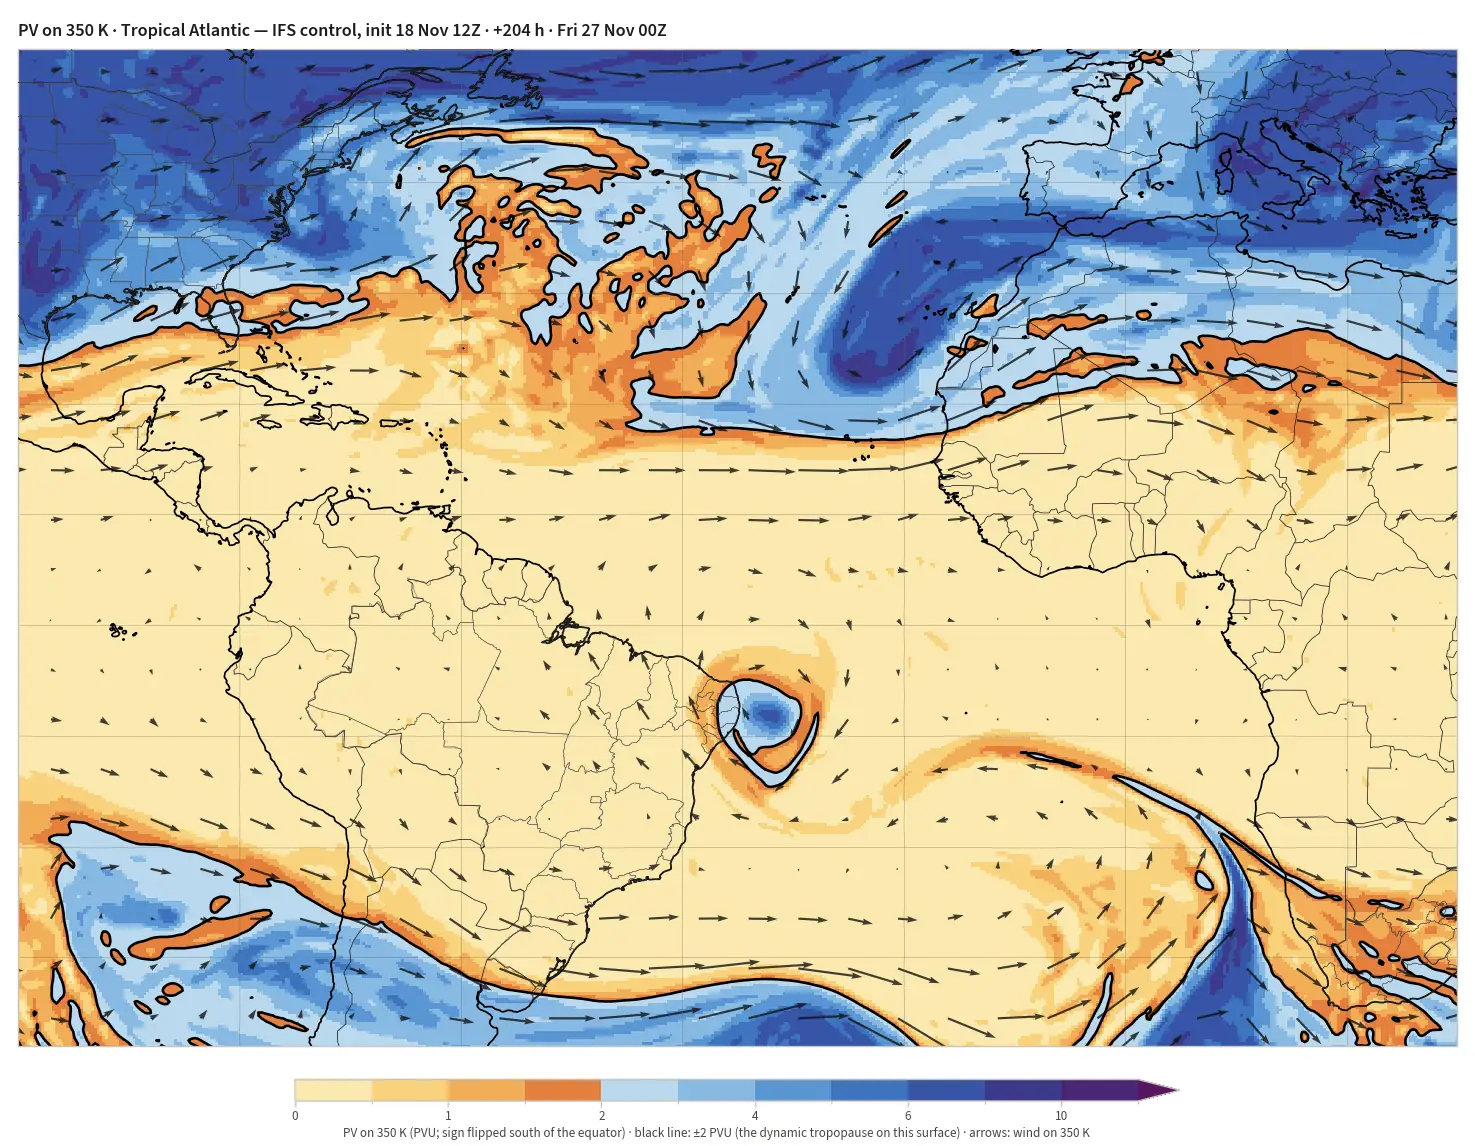 PV on 350 K · Tropical Atlantic — IFS control, init 18 Nov 12Z · +204 h · Fri 27 Nov 00Z
0 1 2 4 6 10
PV on 350 K (PVU; sign flipped south of the equator) · black line: ±2 PVU (the dynamic tropopause on this surface) · arrows: wind on 350 K